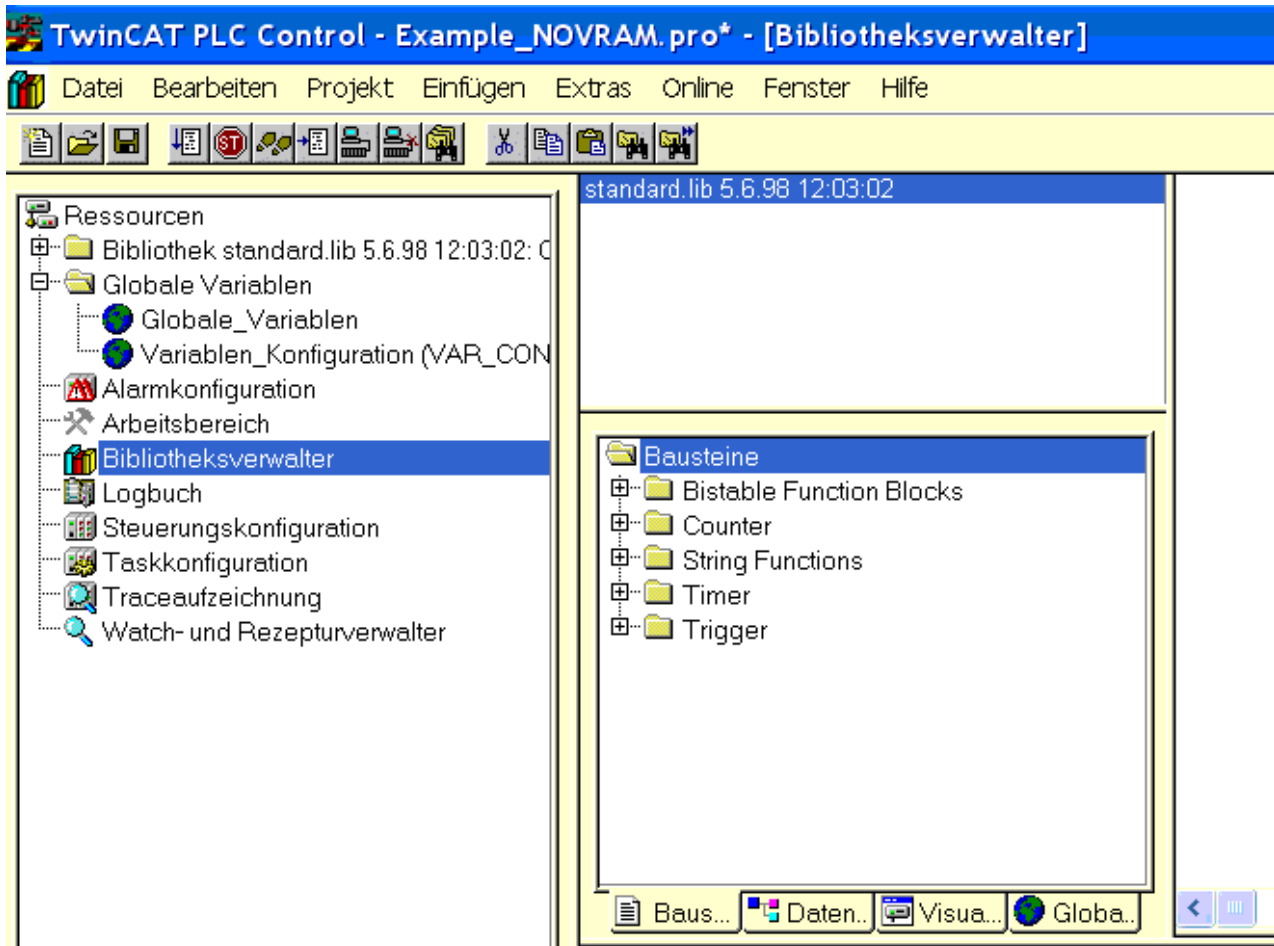 TwinCAT PLC Control - Example_NOVRAM.pro* - [Bibliotheksverwalter]
Datei Bearbeiten Projekt Einfügen Extras Online Fenster Hilfe
ST
Ressourcen
Bibliothek standard.lib 5.6.98 12:03:02: C
Globale Variablen
Globale_Variablen
Variablen_Konfiguration (VAR_CON
Alarmkonfiguration
Arbeitsbereich
Bibliotheksverwalter
Logbuch
Steuerungskonfiguration
Taskkonfiguration
Traceaufzeichnung
Watch- und Rezepturverwalter
standard.lib 5.6.98 12:03:02
Bausteine
Bistable Function Blocks
Counter
String Functions
Timer
Trigger
Baus... Daten.. Visua... Globa..